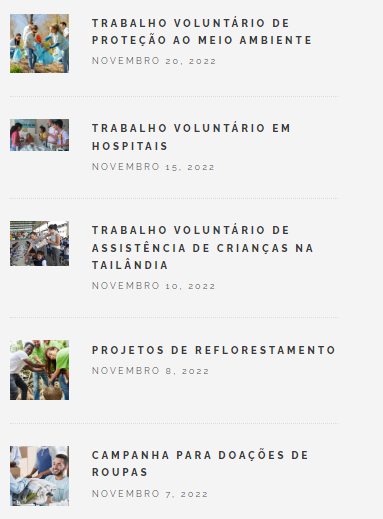 TRABALHO VOLUNTÁRIO DE
PROTEÇÃO AO MEIO AMBIENTE
NOVEMBRO 20, 2022
TRABALHO VOLUNTÁRIO EM
HOSPITAIS
NOVEMBRO 15, 2022
TRABALHO VOLUNTÁRIO DE
ASSISTÊNCIA DE CRIANÇAS NA
TAILÂNDIA
NOVEMBRO 10, 2022
PROJETOS DE REFLORESTAMENTO
NOVEMBRO 8, 2022
CAMPANHA PARA DOAÇÕES DE
ROUPAS
NOVEMBRO 7, 2022